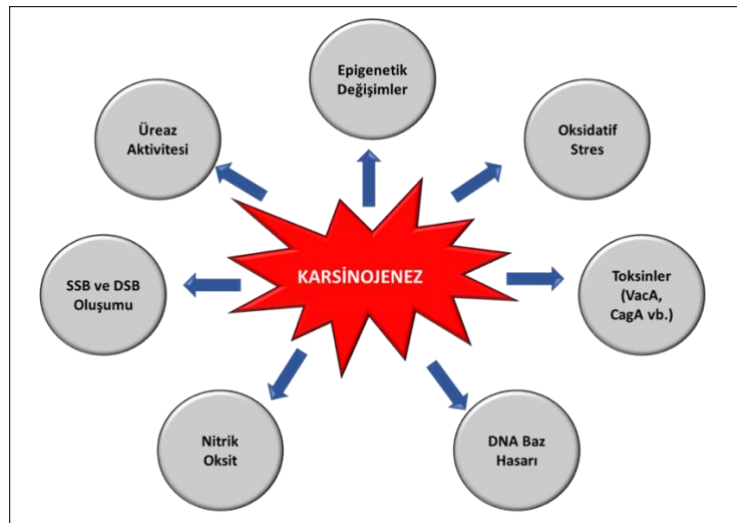 Epigenetik
Değişimler
Üreaz
Aktivitesi
Oksidatif
Stres
KARSİNOJENEZ
SSB ve DSB
Oluşumu
Toksinler
(VacA,
CagA vb.)
Nitrik
Oksit
DNA Baz
Hasarı